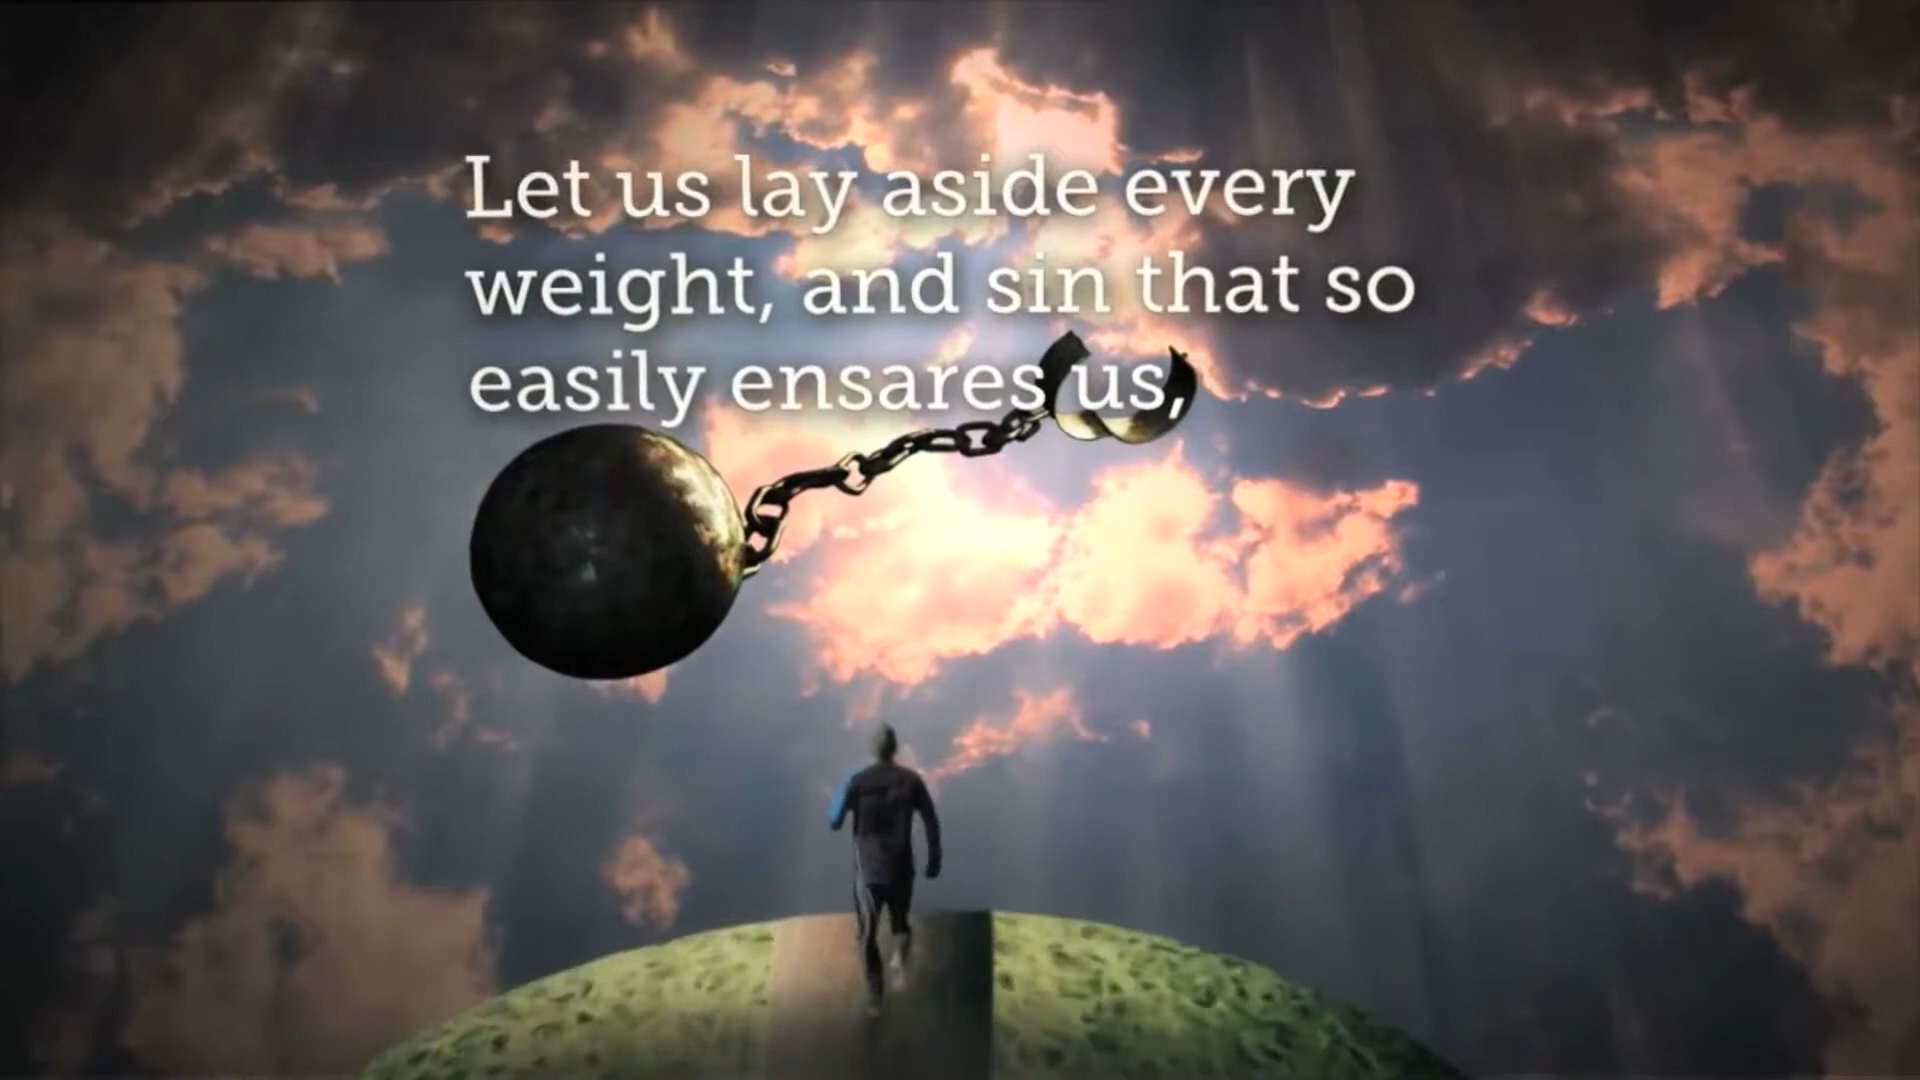 Let us lay aside every
weight, and sin that so
easily ensares us,